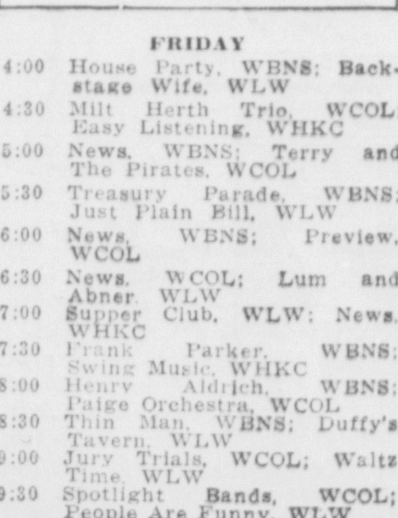 FRIDAY
4:00 House Party, WBNS; Back-
stage Wife, WLW
4:30 Milt Herth Trio, WCOL;
Easy Listening, WHKC
5:00 News, WBNS; Terry and
The Pirates, WCOL
5:30 Treasury Parade, WBNS;
Just Plain Bill, WLW
6:00 News, WBNS; Preview,
WCOL
6:30 News, WCOL; Lum and
Abner, WLW
7:00 Supper Club, WLW; News,
WHKC
7:30 Frank Parker, WBNS;
Swing Music, WHKC
8:00 Henry Aldrich, WBNS;
Paige Orchestra, WCOL
8:30 Thin Man, WBNS; Duffy's
Tavern, WLW
9:00 Jury Trials, WCOL; Waltz
Time, WLW
9:30 Spotlight Bands, WCOL;
People Are Funny, WLW